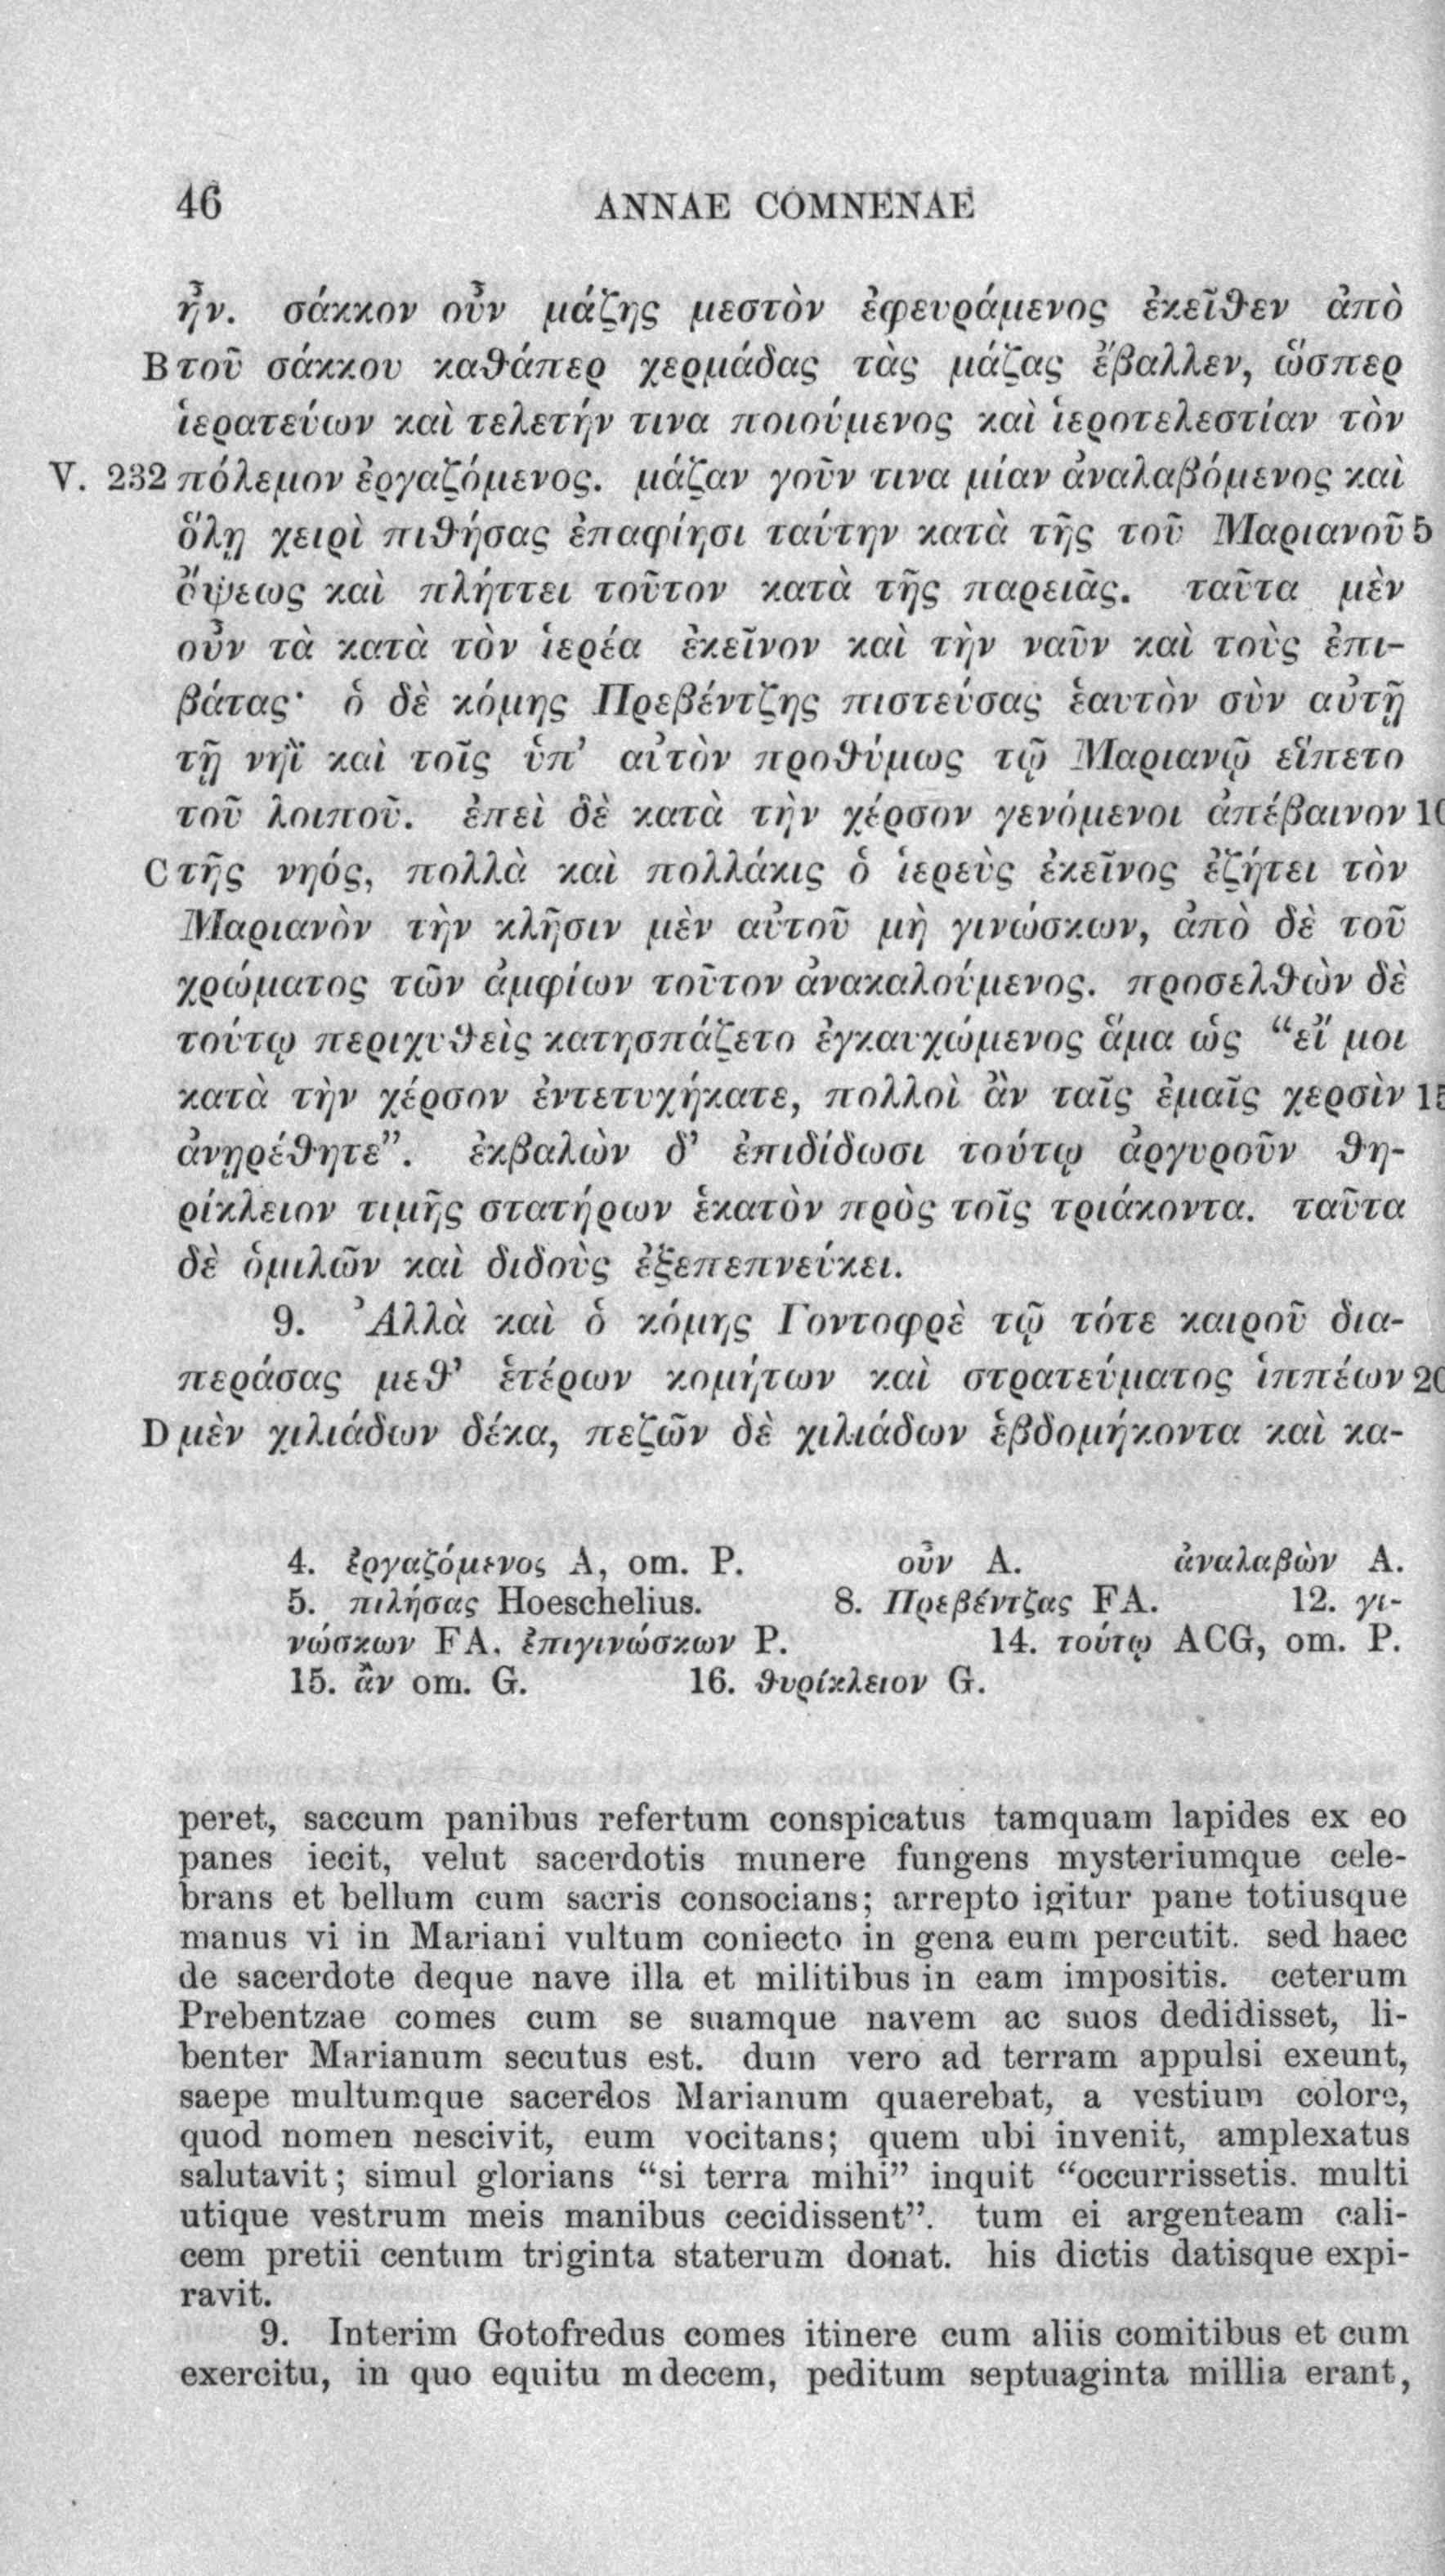 46 ANNAE COMNENAE
ἦν. σάκκον οὖν μάζης μεστὸν ἐφευράμενος ἐκεῖθεν ἀπὸ
B τοῦ σάκκου καθάπερ χερμάδας τὰς μάζας ἔβαλλεν, ὥσπερ
ἱερατεύων καὶ τελετήν τινα ποιούμενος καὶ ἱεροτελεστίαν τὸν
V. 232 πόλεμον ἐργαζόμενος. μάζαν γοῦν τινα μίαν ἀναλαβόμενος καὶ
ὅλῃ χειρὶ πιθήσας ἐπαφίησι ταύτην κατὰ τῆς τοῦ Μαριανοῦ 5
ὄψεως καὶ πλήττει τοῦτον κατὰ τῆς παρειᾶς. ταῦτα μὲν
οὖν τὰ κατὰ τὸν ἱερέα ἐκεῖνον καὶ τὴν ναῦν καὶ τοὺς ἐπι-
βάτας· ὁ δὲ κόμης Πρεβέντζης πιστεύσας ἑαυτὸν σὺν αὐτῇ
τῇ νηῒ καὶ τοῖς ὑπ’ αὐτὸν προθύμως τῷ Μαριανῷ εἵπετο
τοῦ λοιποῦ. ἐπεὶ δὲ κατὰ τὴν χέρσον γενόμενοι ἀπέβαινον 10
C τῆς νηός, πολλὰ καὶ πολλάκις ὁ ἱερεὺς ἐκεῖνος ἐζήτει τὸν
Μαριανὸν τὴν κλῆσιν μὲν αὐτοῦ μὴ γινώσκων, ἀπὸ δὲ τοῦ
χρώματος τῶν ἀμφίων τοῦτον ἀνακαλούμενος. προσελθὼν δὲ
τούτῳ περιχυθεὶς κατησπάζετο ἐγκαυχώμενος ἅμα ὡς “εἴ μοι
κατὰ τὴν χέρσον ἐντετυχήκατε, πολλοὶ ἂν ταῖς ἐμαῖς χερσὶν 15
ἀνῃρέθητε”. ἐκβαλὼν δ’ ἐπιδίδωσι τούτῳ ἀργυροῦν θη-
ρίκλειον τιμῆς στατήρων ἑκατὸν πρὸς τοῖς τριάκοντα. ταῦτα
δὲ ὁμιλῶν καὶ διδοὺς ἐξεπεπνεύκει.
9. Ἀλλὰ καὶ ὁ κόμης Γοντοφρὲ τῷ τότε καιροῦ δια-
περάσας μεθ’ ἑτέρων κομήτων καὶ στρατεύματος ἱππέων 20
D μὲν χιλιάδων δέκα, πεζῶν δὲ χιλιάδων ἑβδομήκοντα καὶ κα-
4. ἐργαζόμενος A, om. P. οὖν A. ἀναλαβὼν A.
5. πιλήσας Hoeschelius. 8. Πρεβέντζας FA. 12. γι-
νώσκων FA. ἐπιγινώσκων P. 14. τούτῳ ACG, om. P.
15. ἂν om. G. 16. θυρίκλειον G.
peret, saccum panibus refertum conspicatus tamquam lapides ex eo
panes iecit, velut sacerdotis munere fungens mysteriumque cele-
brans et bellum cum sacris consocians; arrepto igitur pane totiusque
manus vi in Mariani vultum coniecto in gena eum percutit. sed haec
de sacerdote deque nave illa et militibus in eam impositis. ceterum
Prebentzae comes cum se suamque navem ac suos dedidisset, li-
benter Marianum secutus est. dum vero ad terram appulsi exeunt,
saepe multumque sacerdos Marianum quaerebat, a vestium colore,
quod nomen nescivit, eum vocitans; quem ubi invenit, amplexatus
salutavit; simul glorians “si terra mihi” inquit “occurrissetis. multi
utique vestrum meis manibus cecidissent”. tum ei argenteam cali-
cem pretii centum triginta staterum donat. his dictis datisque expi-
ravit.
9. Interim Gotofredus comes itinere cum aliis comitibus et cum
exercitu, in quo equitu m decem, peditum septuaginta millia erant,